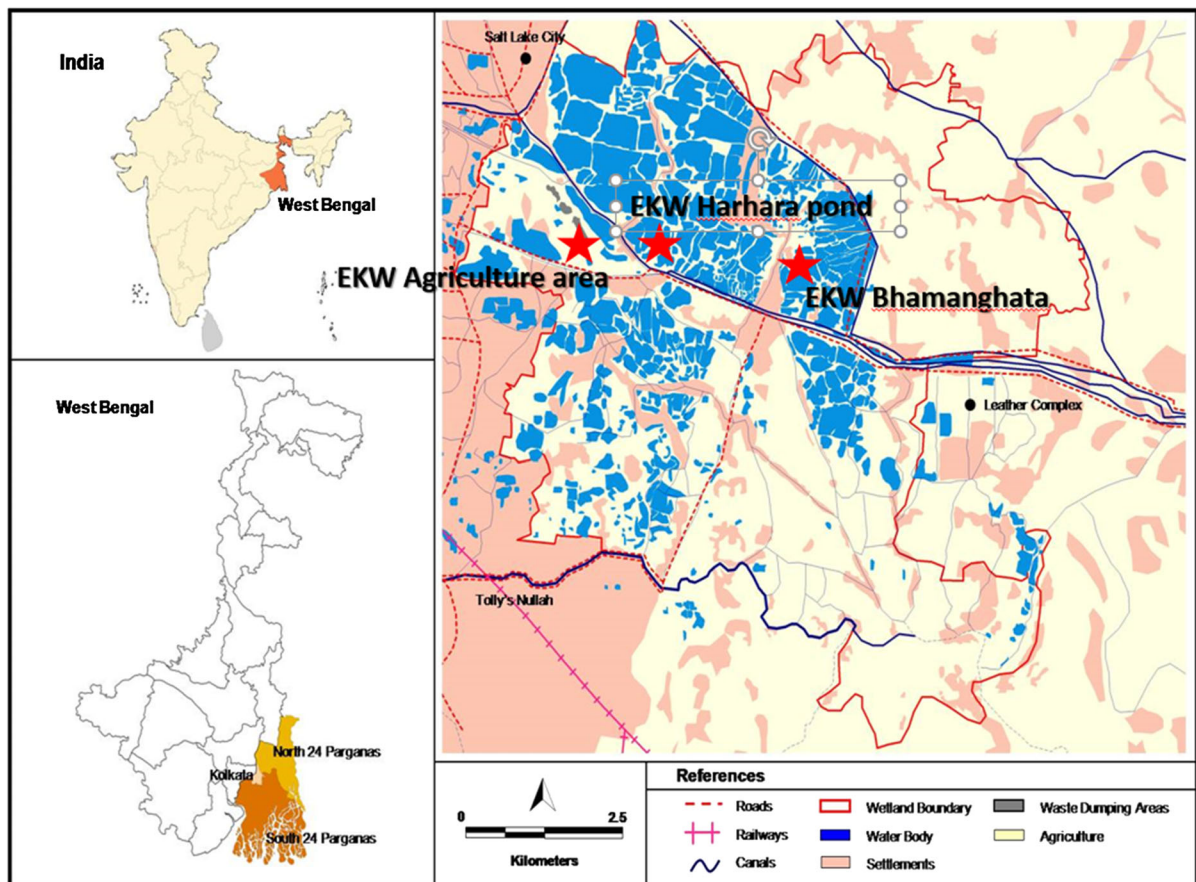 India
West Bengal
West Bengal
North 24 Parganas
Kolkata
South 24 Parganas
Salt Lake City
EKW Harhara pond
EKW Agriculture area
EKW Bhamanghata
Leather Complex
Tolly's Nullah
0 2.5
Kilometers
References
Roads
Wetland Boundary
Waste Dumping Areas
Railways
Water Body
Agriculture
Canals
Settlements